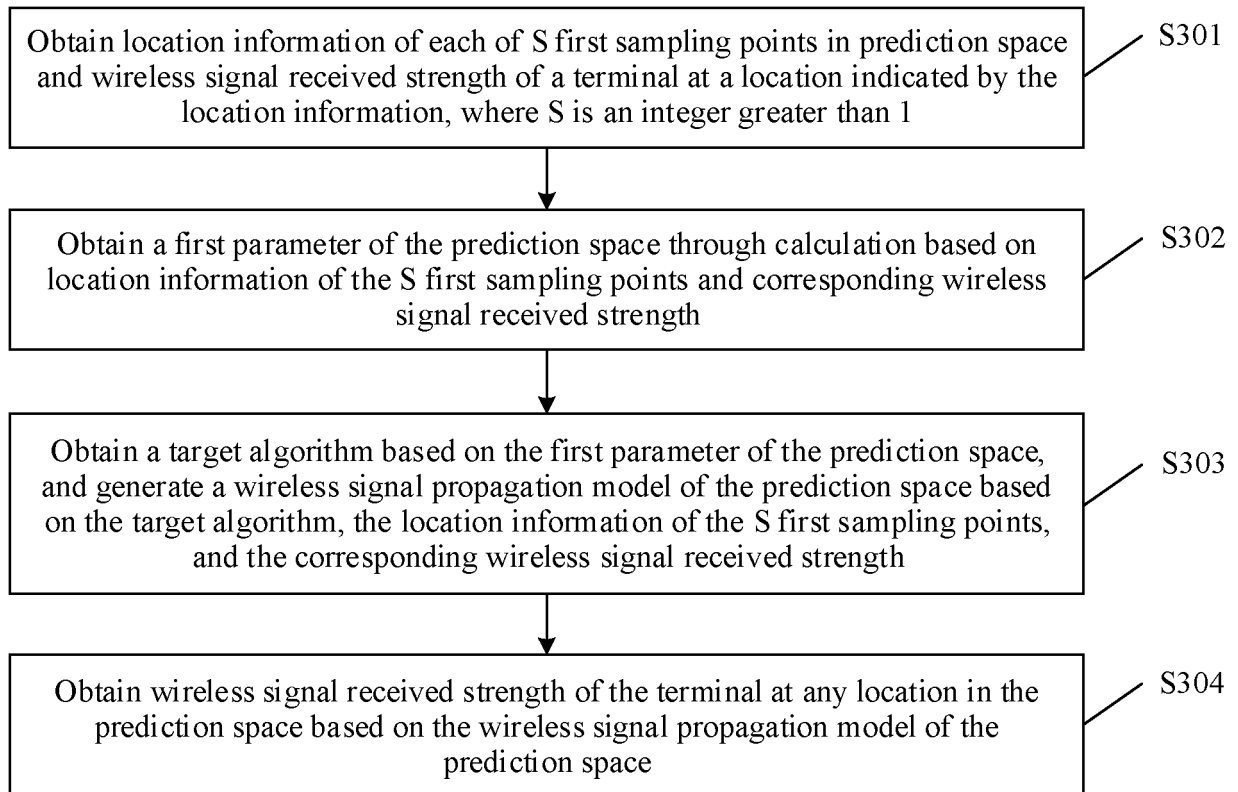 Obtain location information of each of S first sampling points in prediction space
and wireless signal received strength of a terminal at a location indicated by the
location information, where S is an integer greater than 1
S301
Obtain a first parameter of the prediction space through calculation based on
location information of the S first sampling points and corresponding wireless
signal received strength
S302
Obtain a target algorithm based on the first parameter of the prediction space,
and generate a wireless signal propagation model of the prediction space based
on the target algorithm, the location information of the S first sampling points,
and the corresponding wireless signal received strength
S303
Obtain wireless signal received strength of the terminal at any location in the
prediction space based on the wireless signal propagation model of the
prediction space
S304